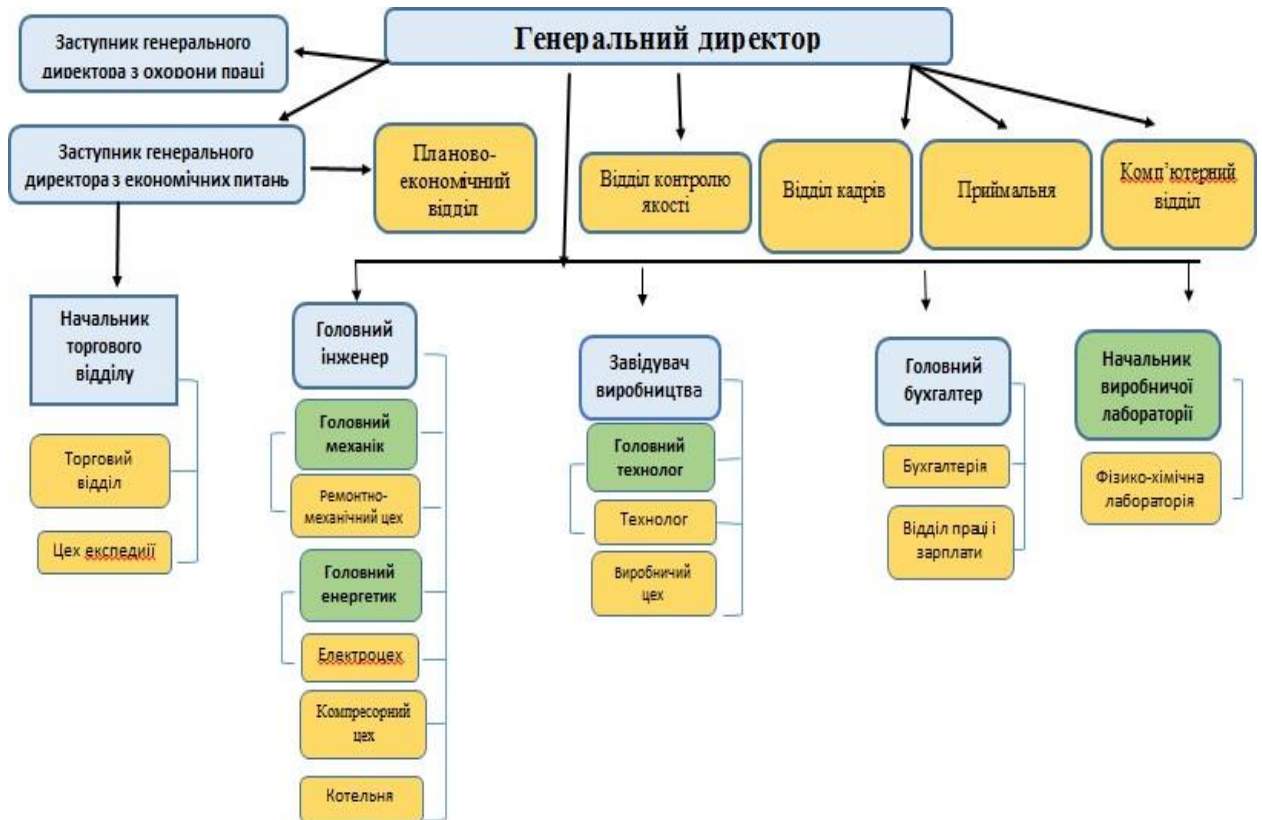 Генеральний директор
Заступник генерального
директора з охорони праці
Заступник генерального
директора з економічних питань
Планово-
економічний
відділ
Відділ контролю
якості
Відділ кадрів
Приймальня
Комп’ютерний
відділ
Начальник
торгового
відділу
Торговий
відділ
Цех експедиії
Головний
інженер
Головний
механік
Ремонтно-
механічний цех
Головний
енергетик
Електроцех
Компресорний
цех
Котельня
Завідувач
виробництва
Головний
технолог
Технолог
Виробничий
цех
Головний
бухгалтер
Бухгалтерія
Відділ праці і
зарплати
Начальник
виробничої
лабораторії
Фізико-хімічна
лабораторія